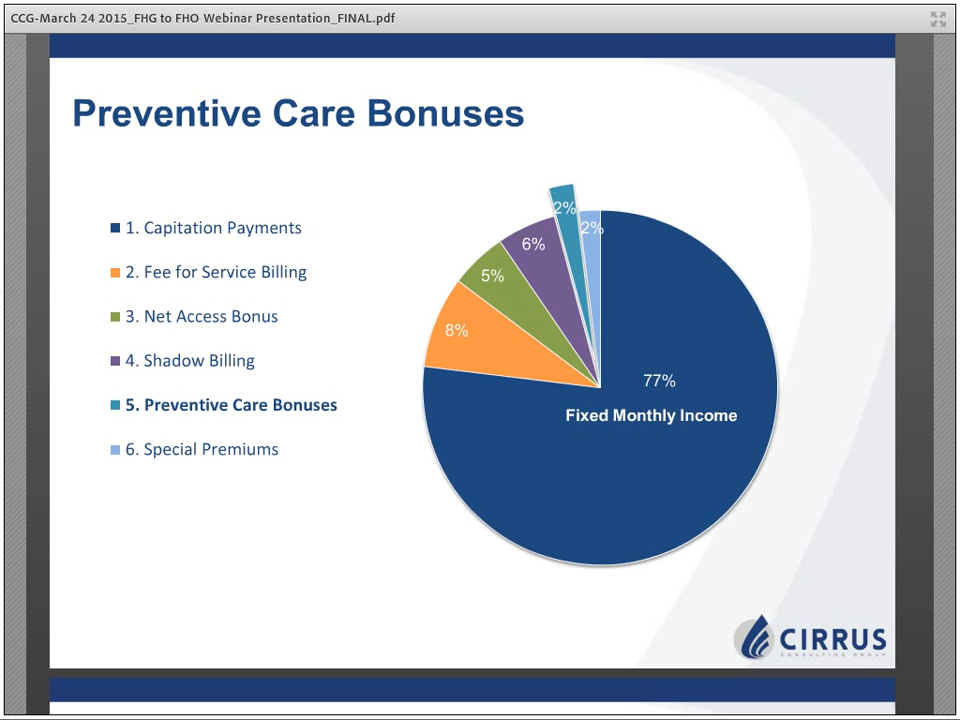 CCG-March 24 2015_FHG to FHO Webinar Presentation_FINAL.pdf
Preventive Care Bonuses
1. Capitation Payments
2. Fee for Service Billing
3. Net Access Bonus
4. Shadow Billing
5. Preventive Care Bonuses
6. Special Premiums
2%
2%
6%
5%
8%
77%
Fixed Monthly Income
CIRRUS
CONSULTING GROUP